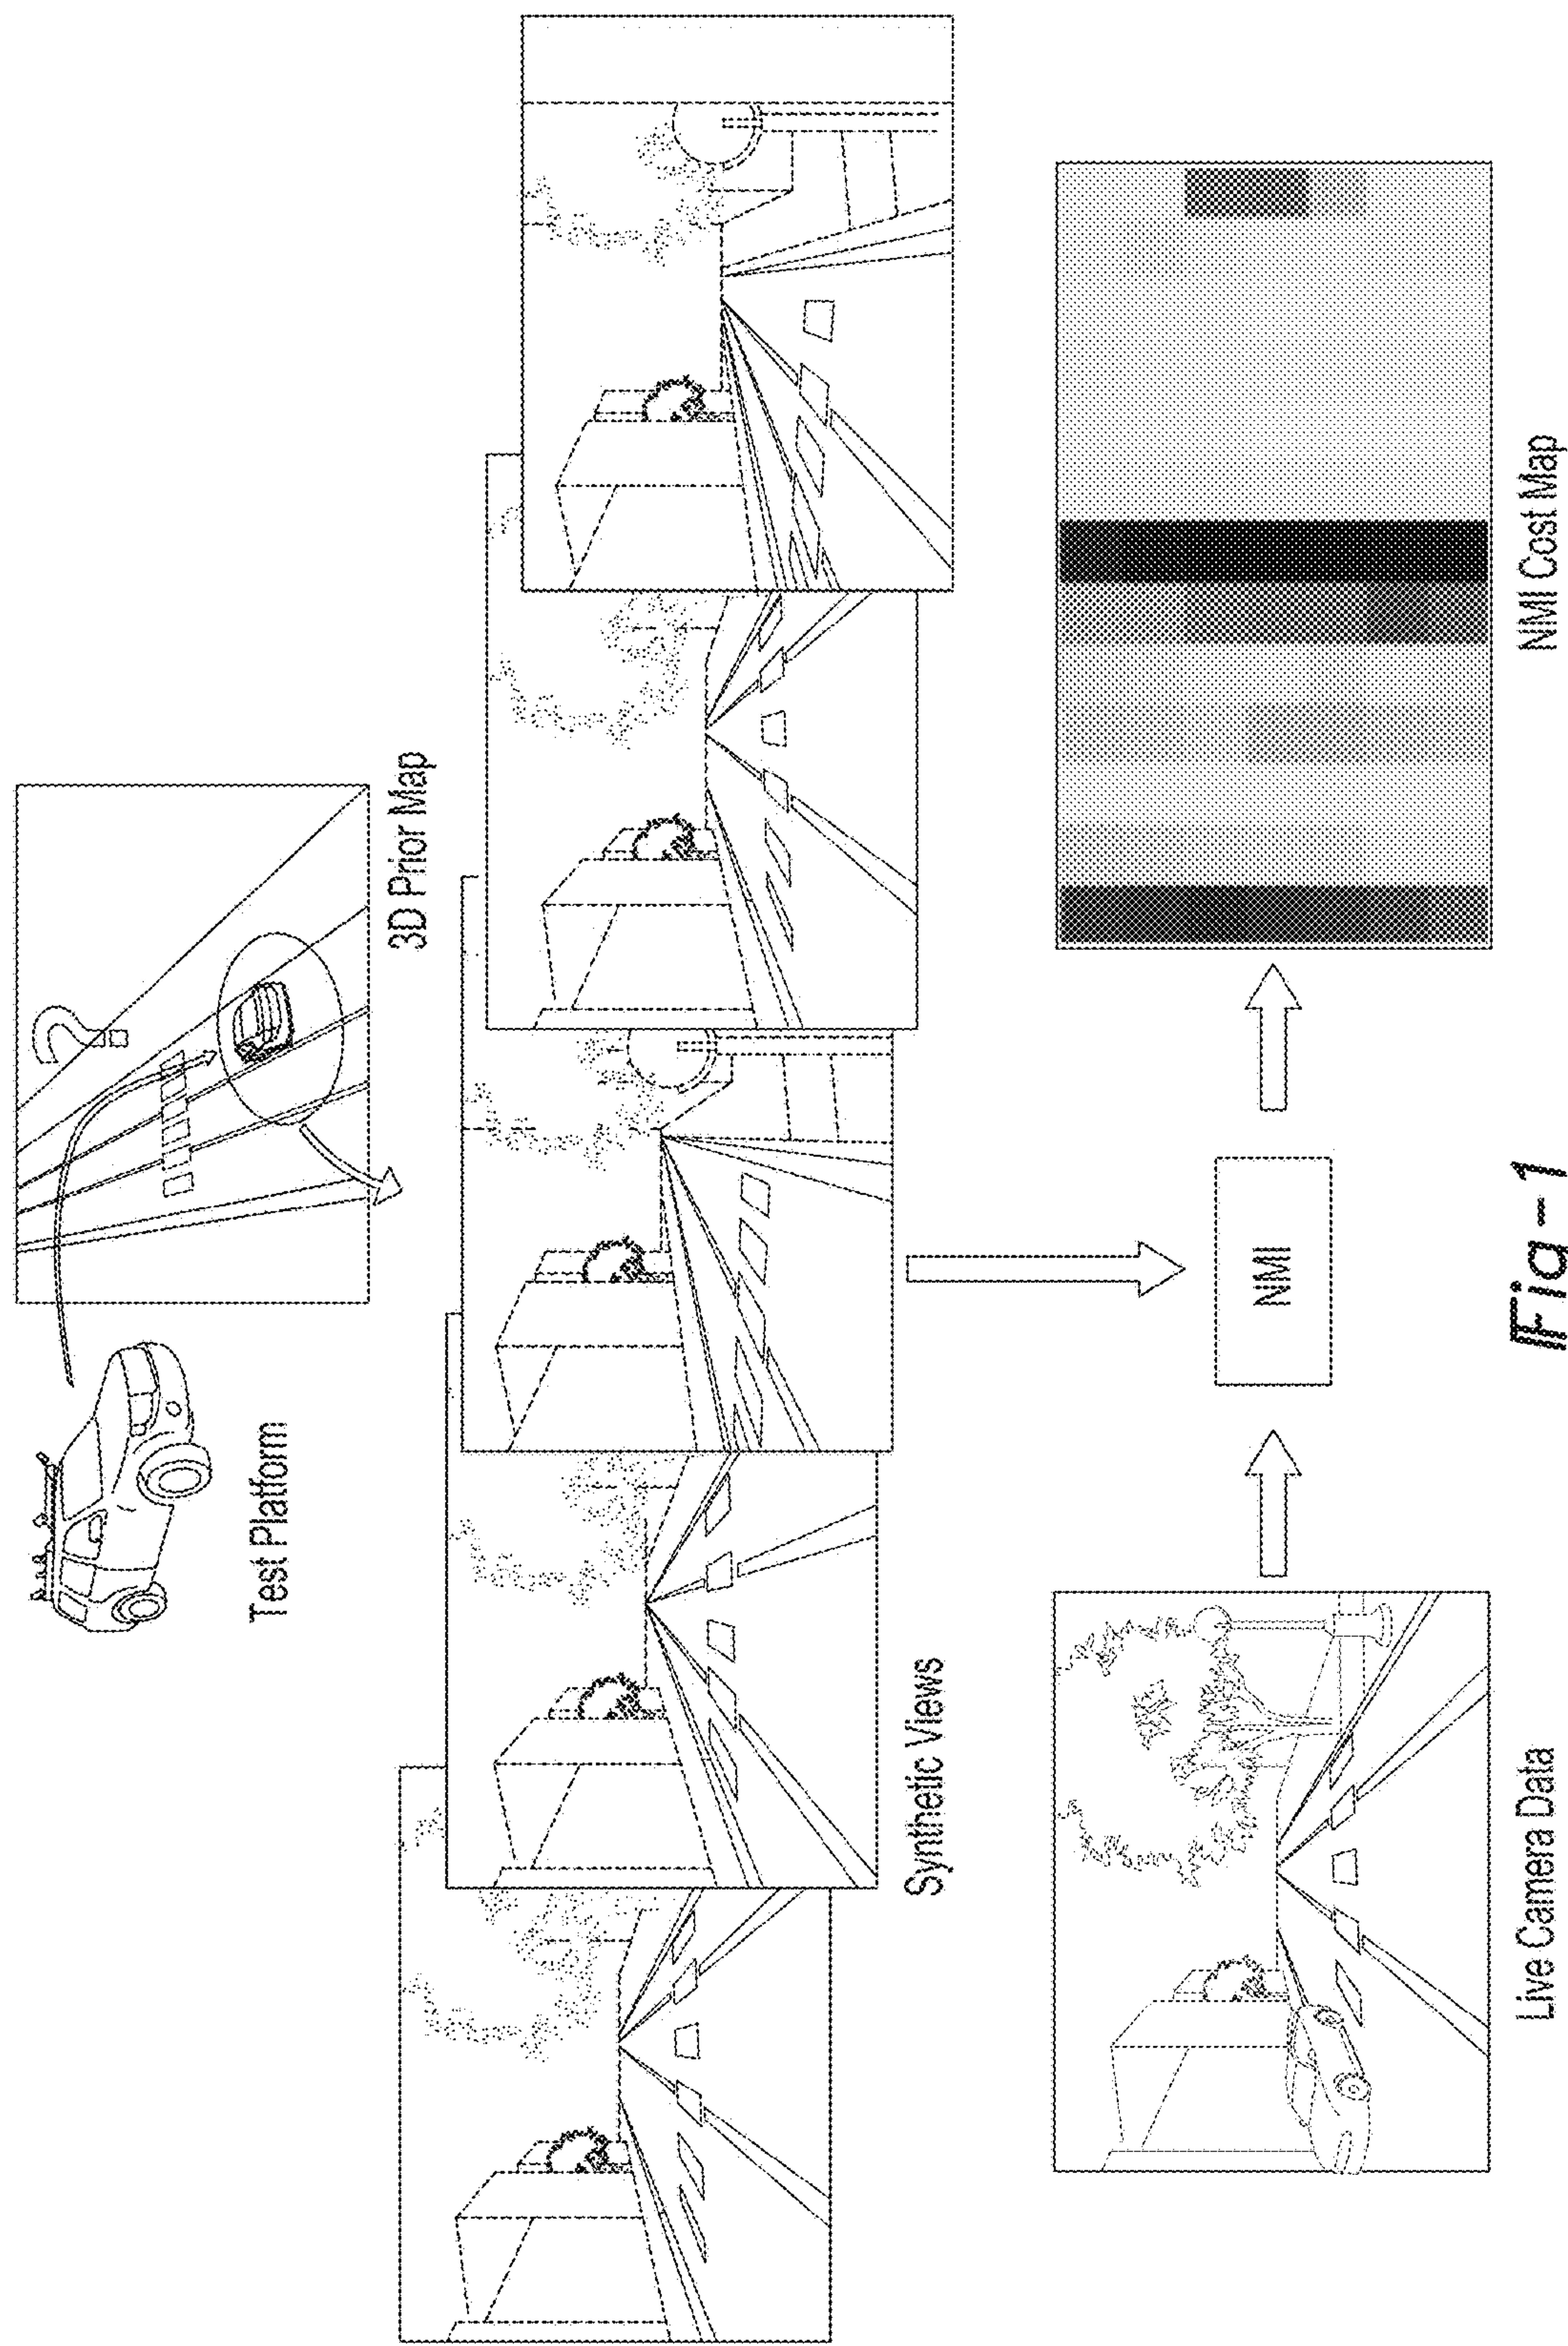 Test Platform
3D Prior Map
?
Synthetic Views
Live Camera Data
NMI
NMI Cost Map
Fig-1